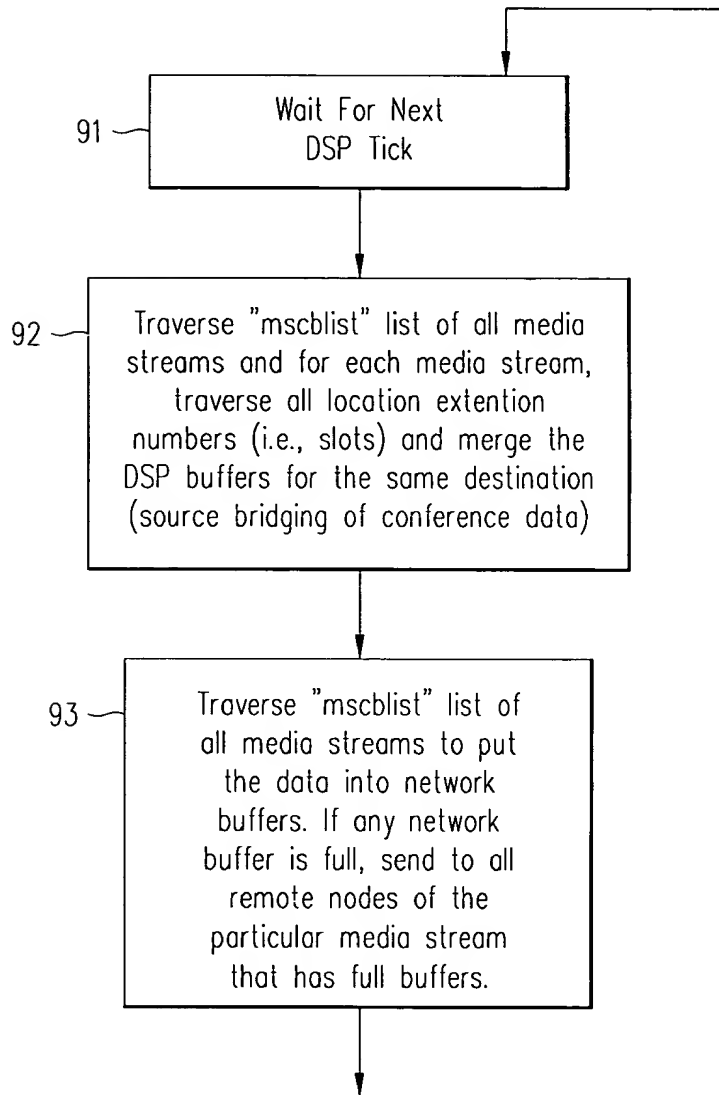 91
Wait For Next
DSP Tick
92
Traverse "mscblist" list of all media
streams and for each media stream,
traverse all location extention
numbers (i.e., slots) and merge the
DSP buffers for the same destination
(source bridging of conference data)
93
Traverse "mscblist" list of
all media streams to put
the data into network
buffers. If any network
buffer is full, send to all
remote nodes of the
particular media stream
that has full buffers.